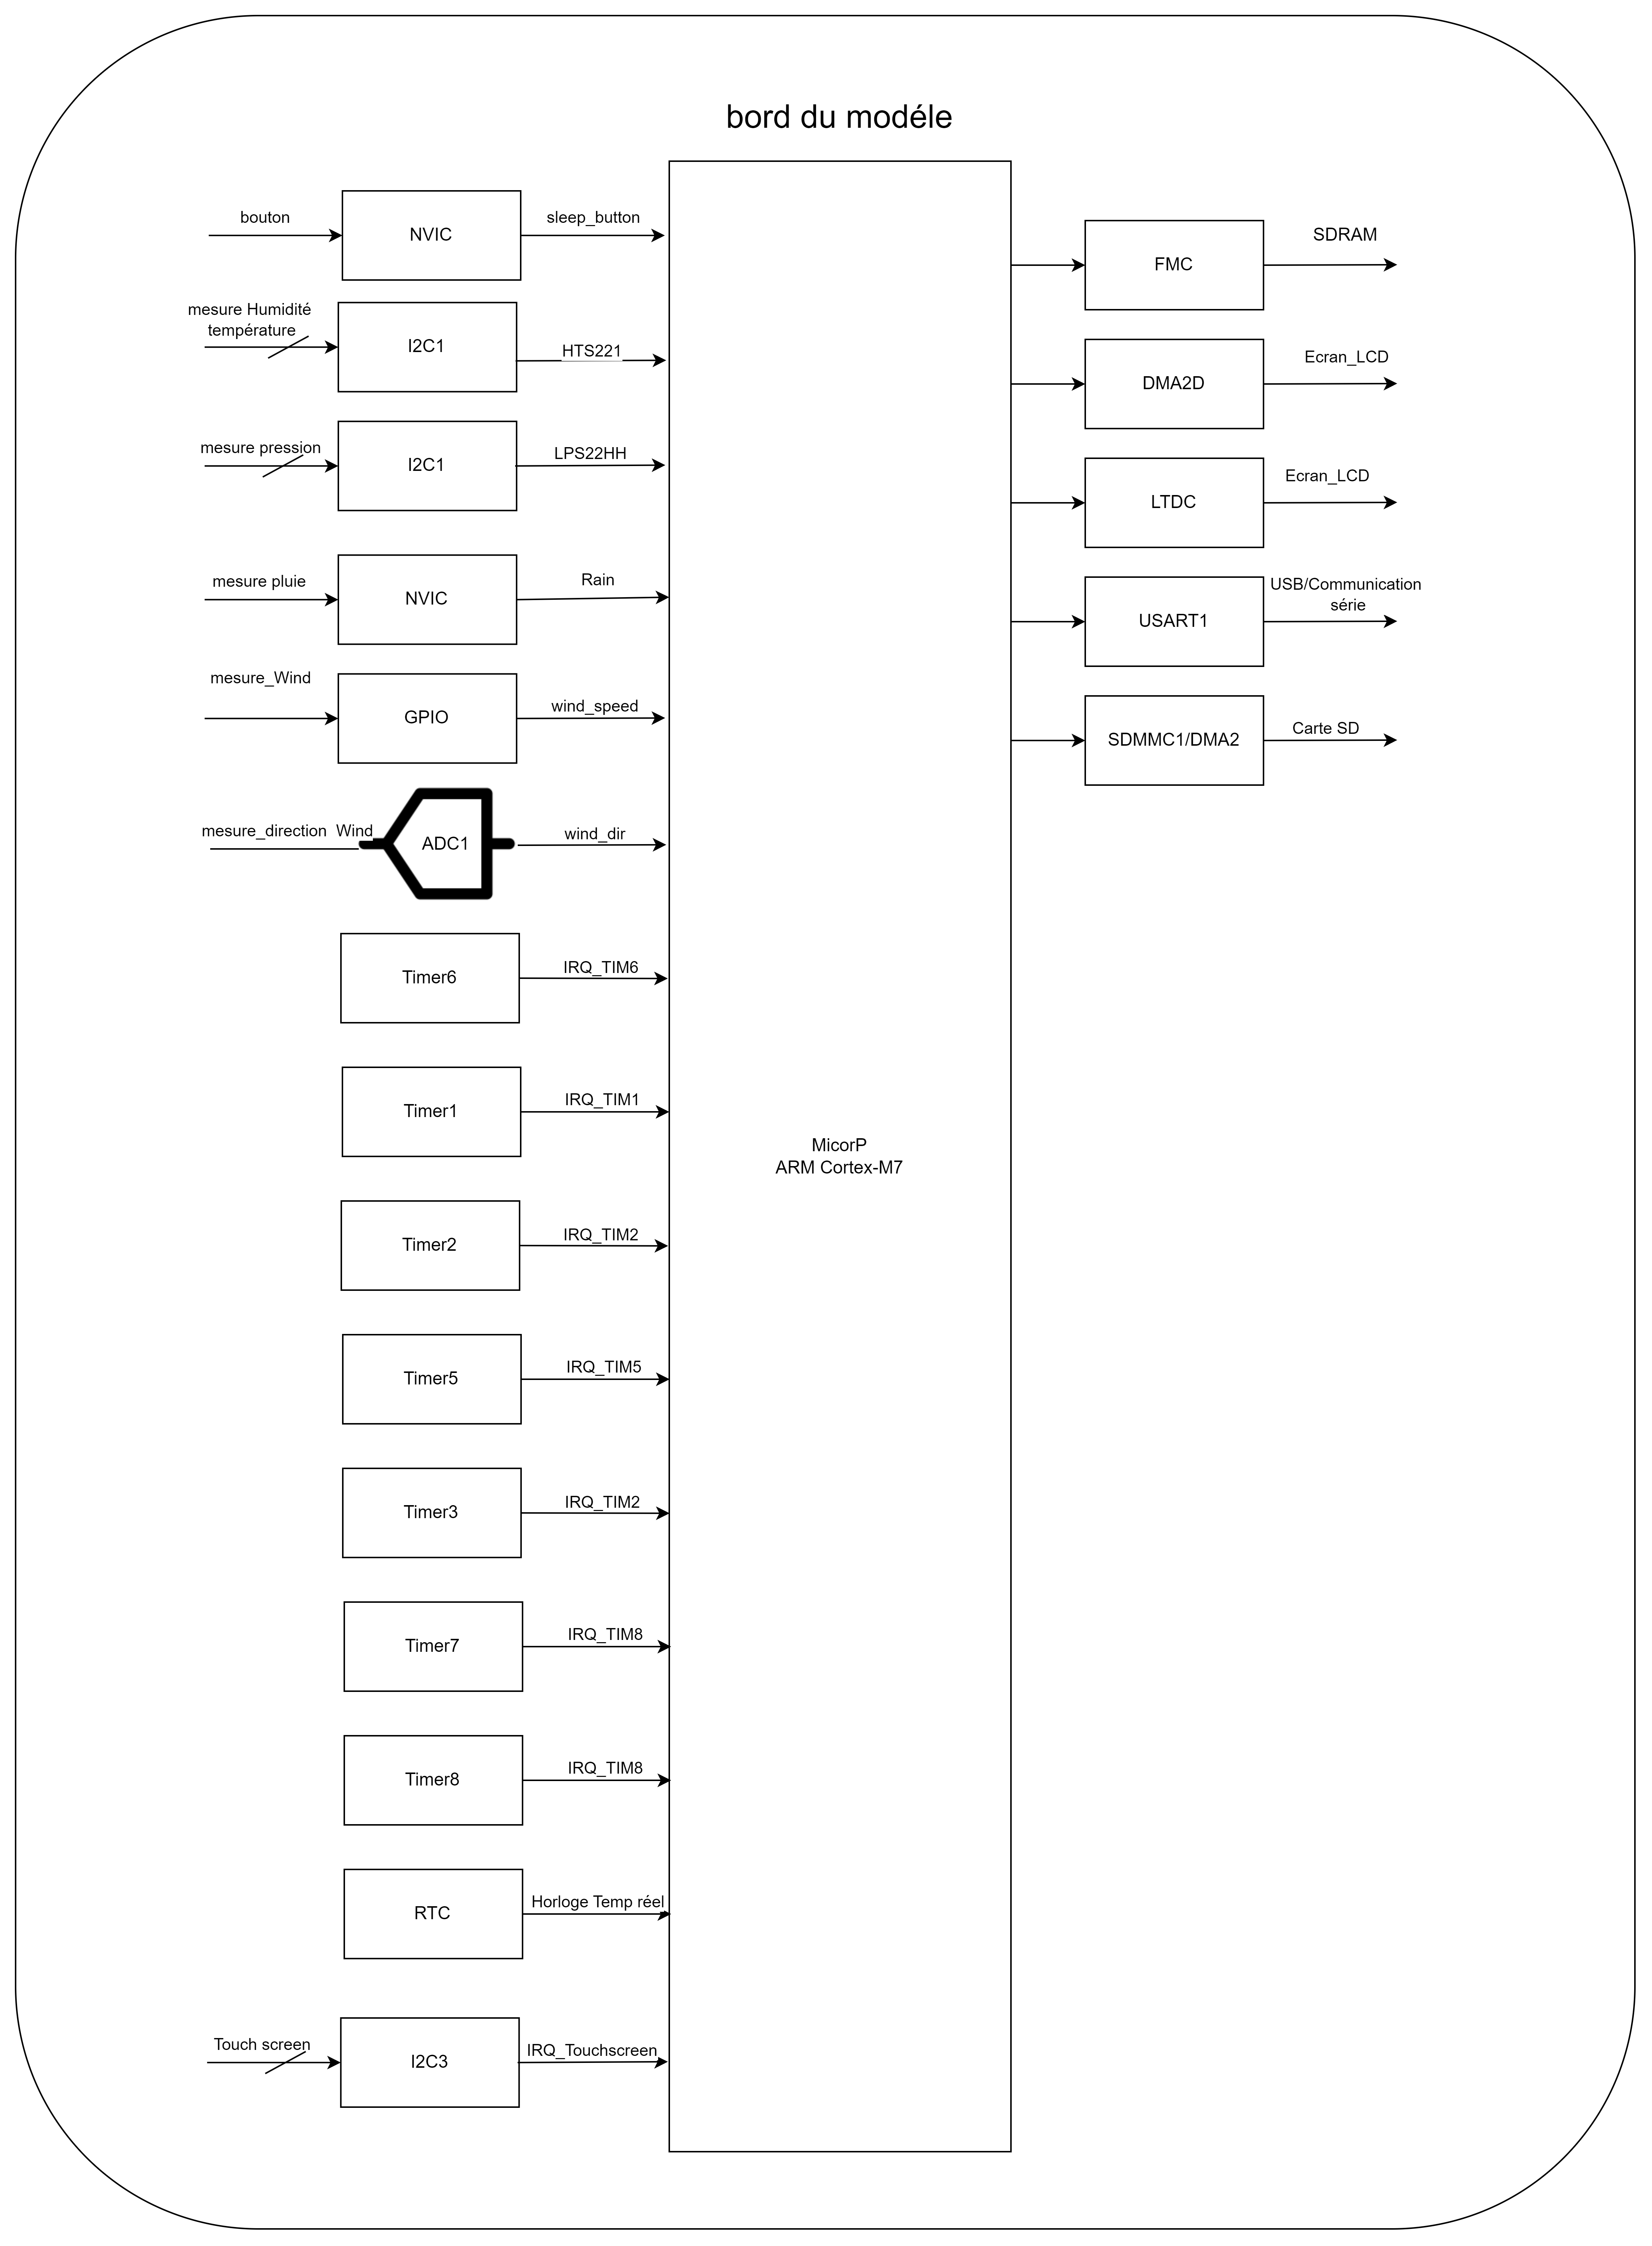 bord du modéle
bouton
NVIC
sleep_button
mesure Humidité
température
I2C1
HTS221
mesure pression
I2C1
LPS22HH
mesure pluie
NVIC
Rain
mesure_Wind
GPIO
wind_speed
mesure_direction  Wind
ADC1
wind_dir
Timer6
IRQ_TIM6
Timer1
IRQ_TIM1
Timer2
IRQ_TIM2
Timer5
IRQ_TIM5
Timer3
IRQ_TIM2
Timer7
IRQ_TIM8
Timer8
IRQ_TIM8
RTC
Horloge Temp réel
Touch screen
I2C3
IRQ_Touchscreen
MicorP
ARM Cortex-M7
FMC
SDRAM
DMA2D
Ecran_LCD
LTDC
Ecran_LCD
USART1
USB/Communication
série
SDMMC1/DMA2
Carte SD